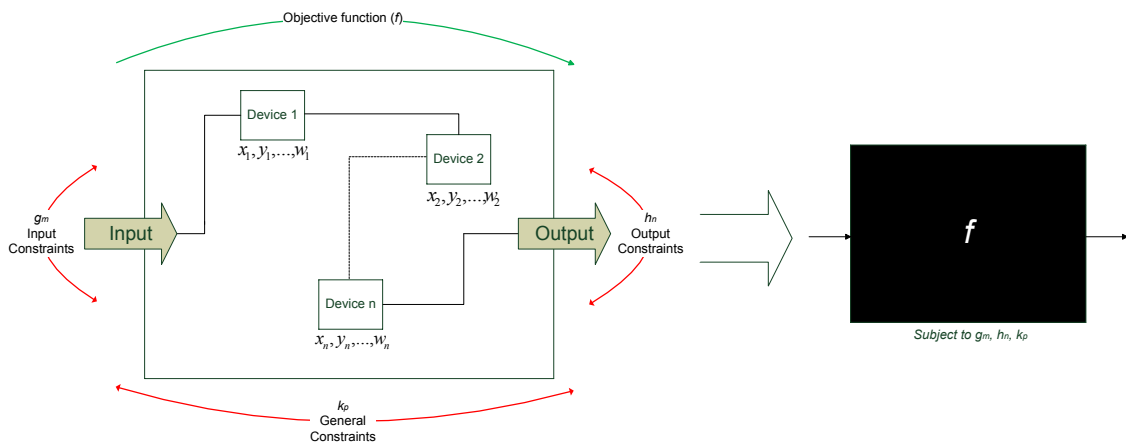 Objective function (f)
Device 1
x₁, y₁,...,w₁
Device 2
x₂, y₂,...,w₂
gₘ
Input
Constraints
Input
Output
hₙ
Output
Constraints
Device n
xₙ, yₙ,...,wₙ
kₚ
General
Constraints
f
Subject to gₘ, hₙ, kₚ